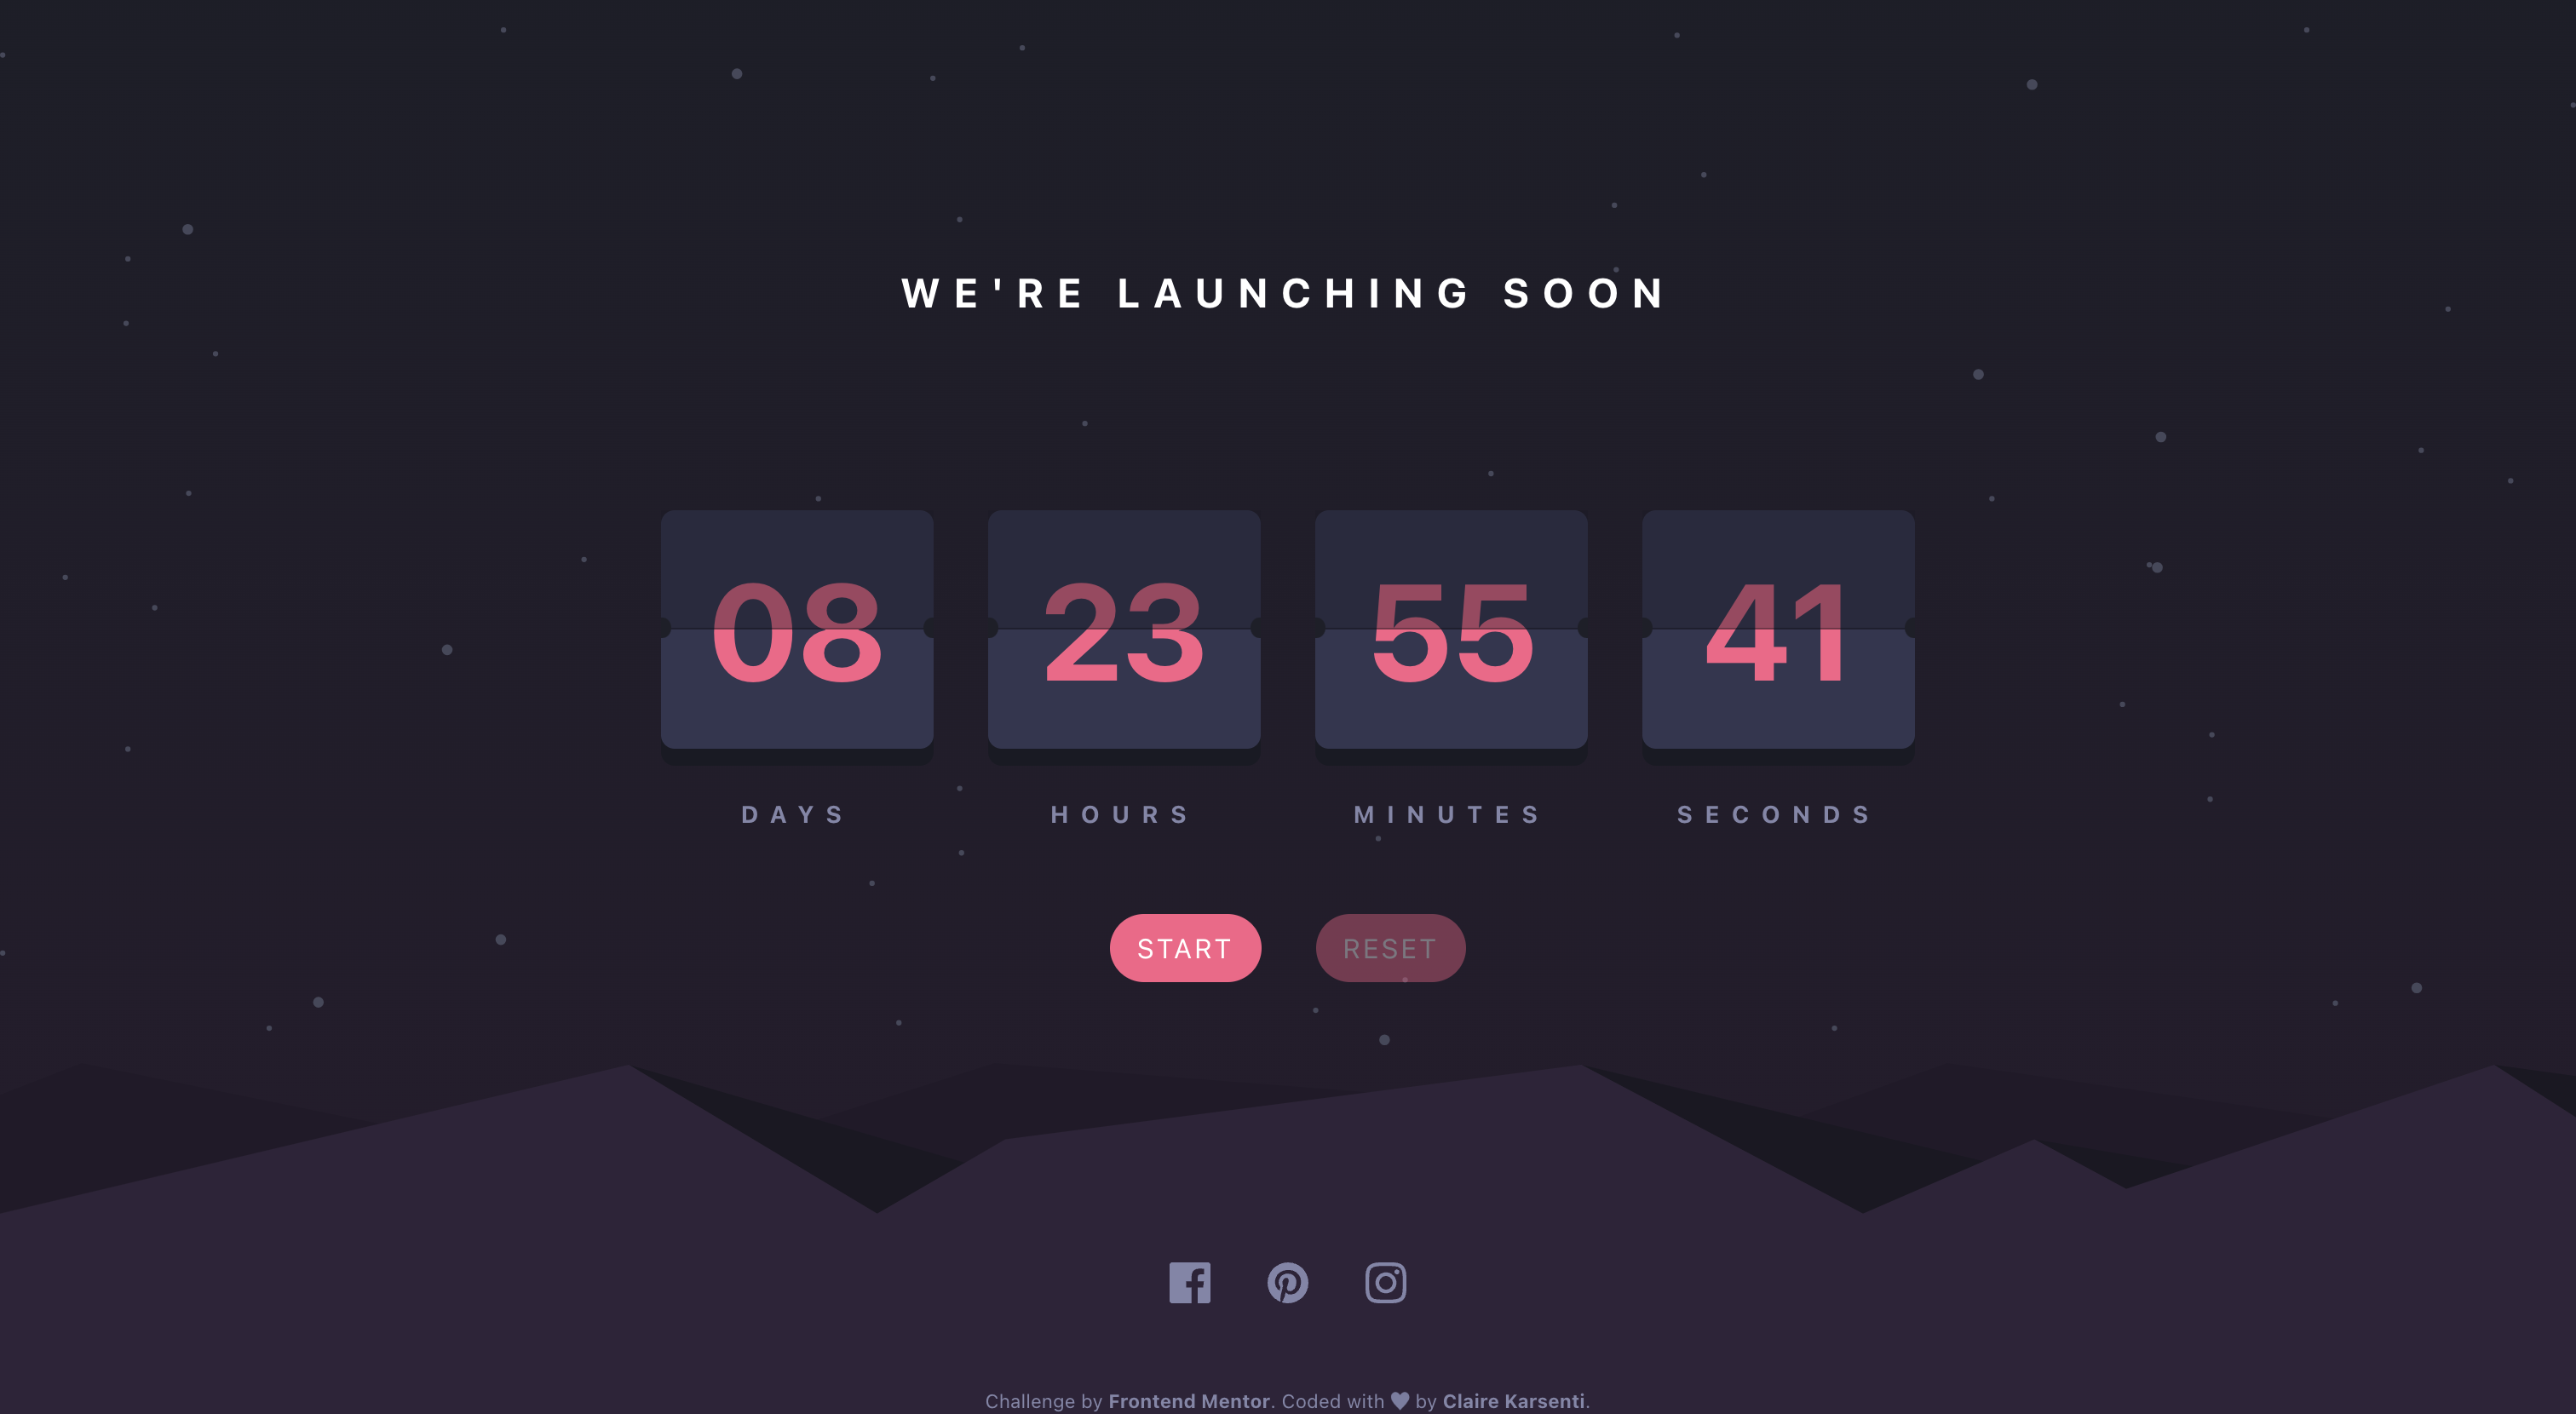 WE'RE LAUNCHING SOON
08 23 55 41
DAYS HOURS MINUTES SECONDS
START RESET
Challenge by Frontend Mentor. Coded with 🖤 by Claire Karsenti.